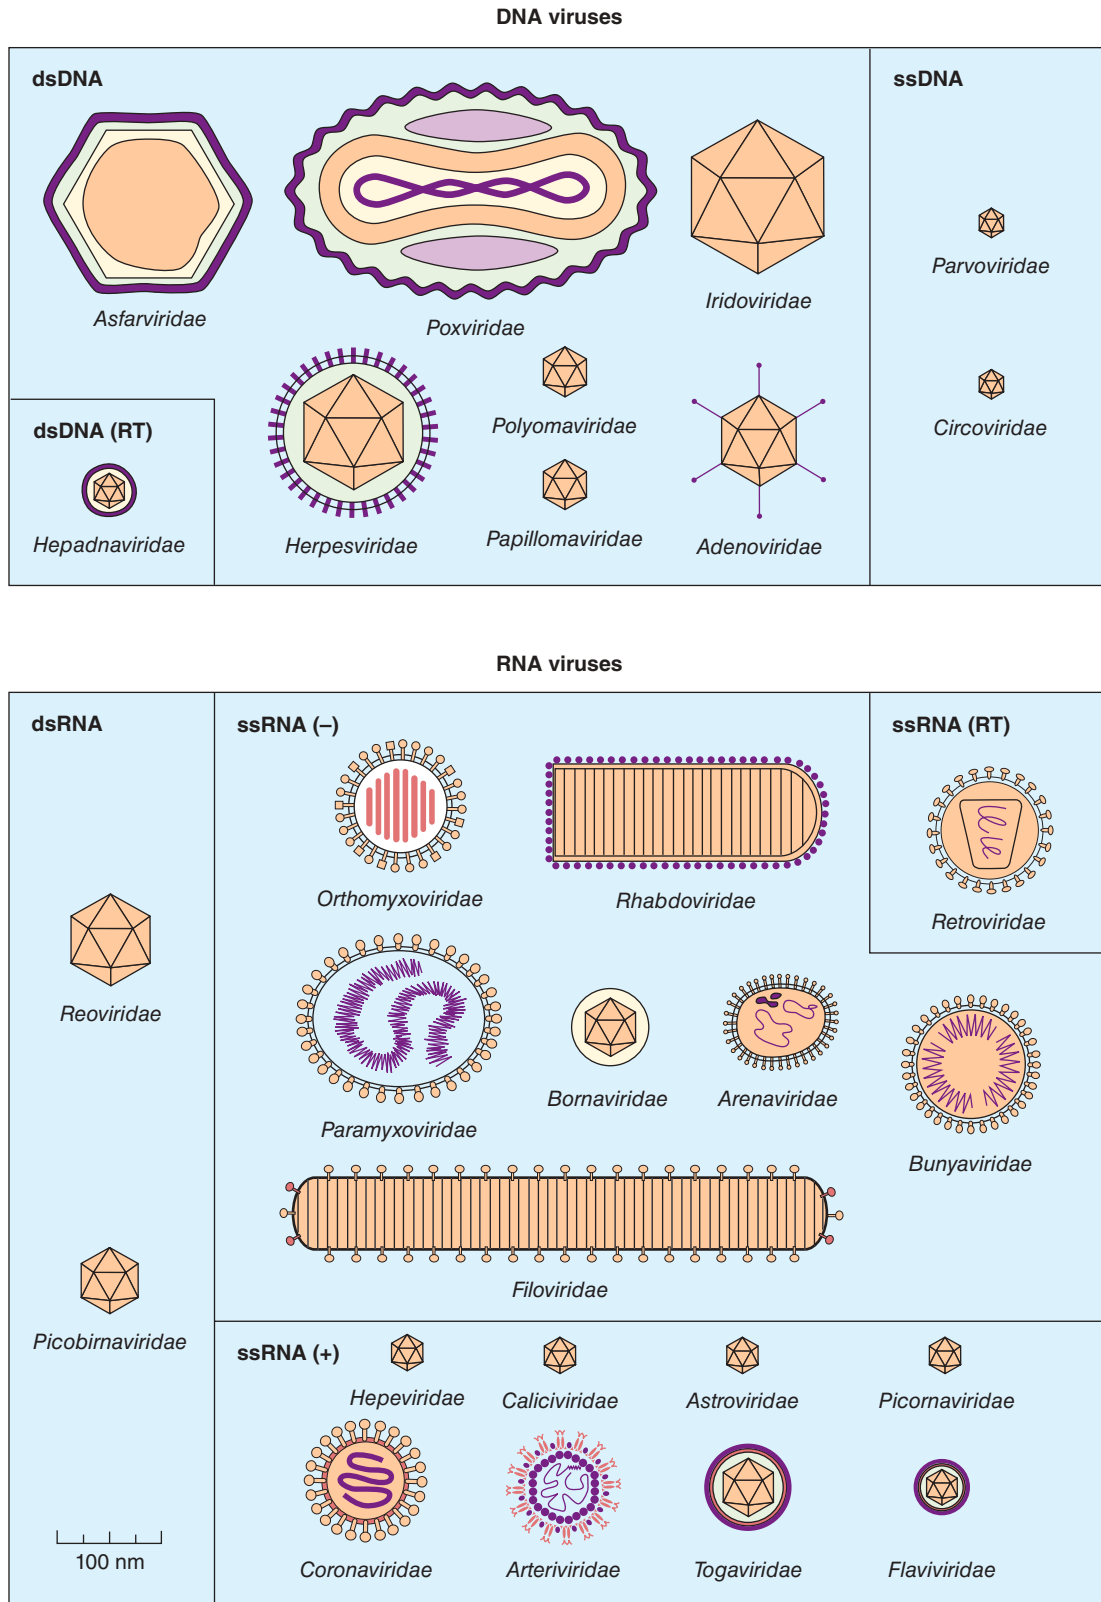 DNA viruses
dsDNA
ssDNA
Asfarviridae
Poxviridae
Iridoviridae
Parvoviridae
dsDNA (RT)
Hepadnaviridae
Herpesviridae
Polyomaviridae
Papillomaviridae
Adenoviridae
Circoviridae
RNA viruses
dsRNA
ssRNA (–)
ssRNA (RT)
Orthomyxoviridae
Rhabdoviridae
Retroviridae
Reoviridae
Paramyxoviridae
Bornaviridae
Arenaviridae
Bunyaviridae
Filoviridae
Picobirnaviridae
ssRNA (+)
Hepeviridae
Caliciviridae
Astroviridae
Picornaviridae
Coronaviridae
Arteriviridae
Togaviridae
Flaviviridae
100 nm